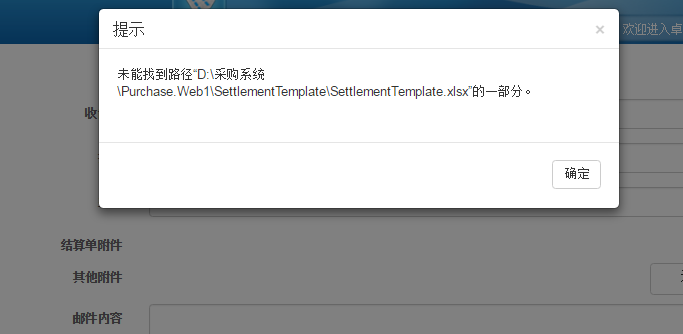 提示
×
欢迎进入卓
未能找到路径“D:\采购系统
\Purchase.Web1\SettlementTemplate\SettlementTemplate.xlsx”的一部分。
确定
结算单附件
其他附件
邮件内容